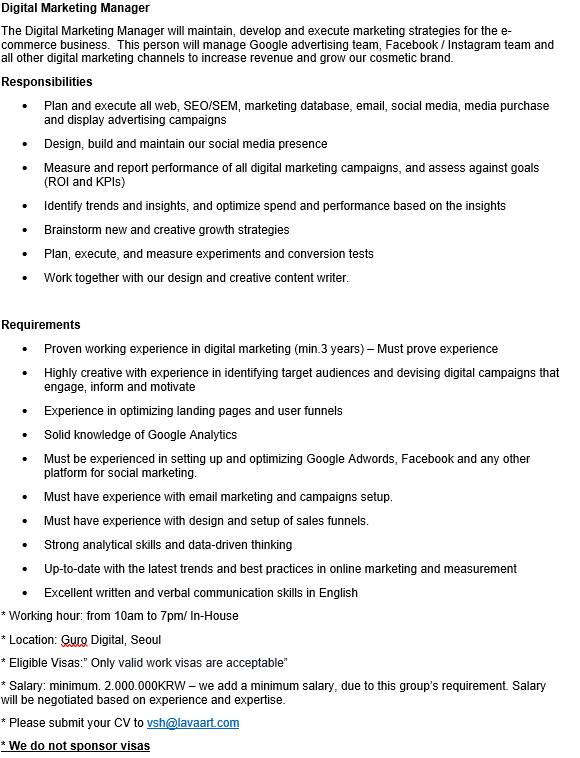 Digital Marketing Manager
The Digital Marketing Manager will maintain, develop and execute marketing strategies for the e-
commerce business.  This person will manage Google advertising team, Facebook / Instagram team and
all other digital marketing channels to increase revenue and grow our cosmetic brand.
Responsibilities
• Plan and execute all web, SEO/SEM, marketing database, email, social media, media purchase
and display advertising campaigns
• Design, build and maintain our social media presence
• Measure and report performance of all digital marketing campaigns, and assess against goals
(ROI and KPIs)
• Identify trends and insights, and optimize spend and performance based on the insights
• Brainstorm new and creative growth strategies
• Plan, execute, and measure experiments and conversion tests
• Work together with our design and creative content writer.
Requirements
• Proven working experience in digital marketing (min.3 years) – Must prove experience
• Highly creative with experience in identifying target audiences and devising digital campaigns that
engage, inform and motivate
• Experience in optimizing landing pages and user funnels
• Solid knowledge of Google Analytics
• Must be experienced in setting up and optimizing Google Adwords, Facebook and any other
platform for social marketing.
• Must have experience with email marketing and campaigns setup.
• Must have experience with design and setup of sales funnels.
• Strong analytical skills and data-driven thinking
• Up-to-date with the latest trends and best practices in online marketing and measurement
• Excellent written and verbal communication skills in English
* Working hour: from 10am to 7pm/ In-House
* Location: Guro Digital, Seoul
* Eligible Visas:” Only valid work visas are acceptable”
* Salary: minimum. 2.000.000KRW – we add a minimum salary, due to this group’s requirement. Salary
will be negotiated based on experience and expertise.
* Please submit your CV to vsh@lavaart.com
* We do not sponsor visas